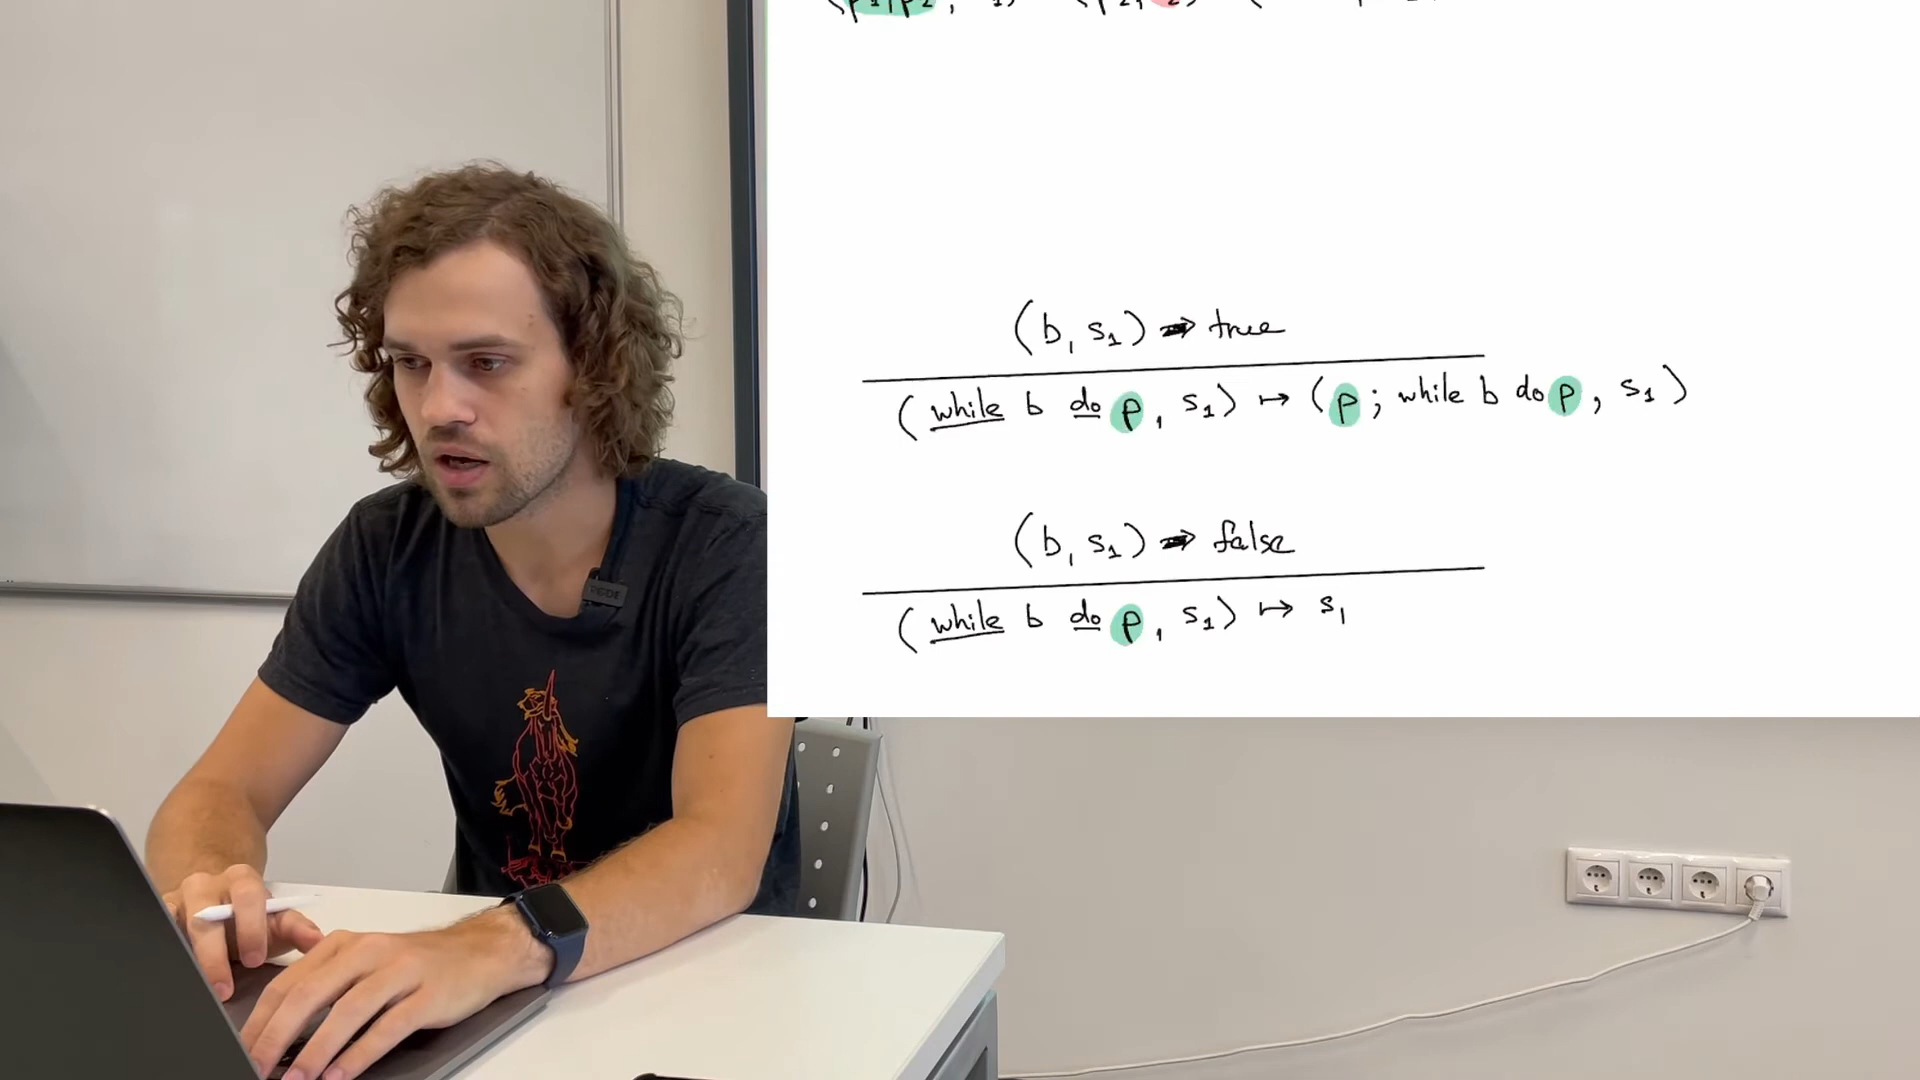 (b, s₁) ⇒ true
(while b do p, s₁) ↦ (p ; while b do p, s₁)
(b, s₁) ⇒ false
(while b do p, s₁) ↦ s₁